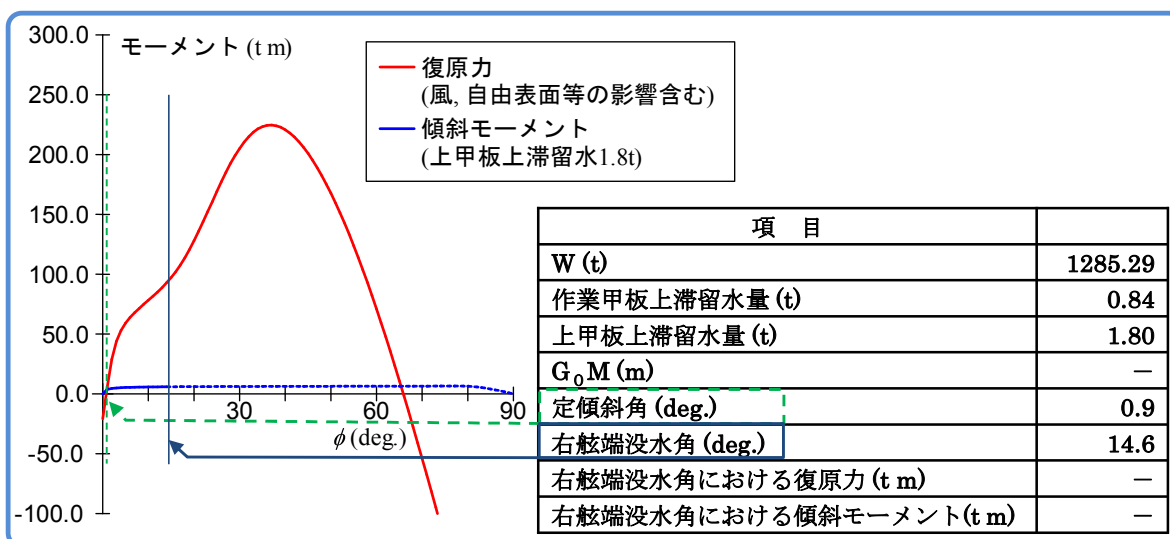 モーメント (t m)
300.0
250.0
200.0
150.0
100.0
50.0
0.0
-50.0
-100.0
30
60
90
ϕ (deg.)
復原力
(風, 自由表面等の影響含む)
傾斜モーメント
(上甲板上滞留水1.8t)
項 目
W (t) 1285.29
作業甲板上滞留水量 (t) 0.84
上甲板上滞留水量 (t) 1.80
G₀M (m) －
定傾斜角 (deg.) 0.9
右舷端没水角 (deg.) 14.6
右舷端没水角における復原力 (t m) －
右舷端没水角における傾斜モーメント(t m) －